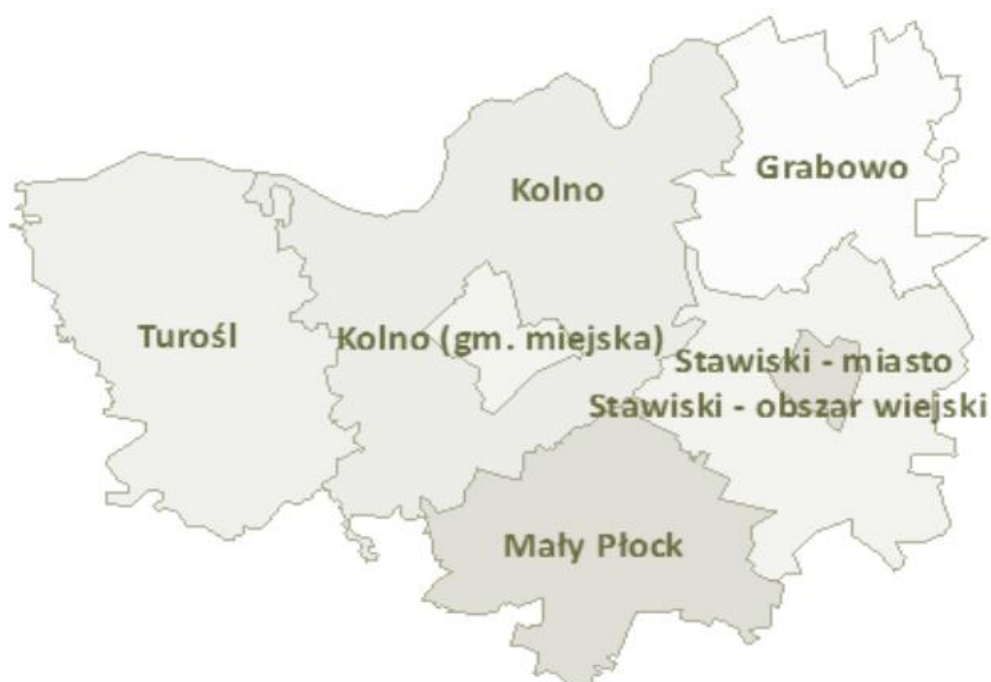 Grabowo
Kolno
Turośl
Kolno (gm. miejska)
Stawiski - miasto
Stawiski - obszar wiejski
Mały Płock